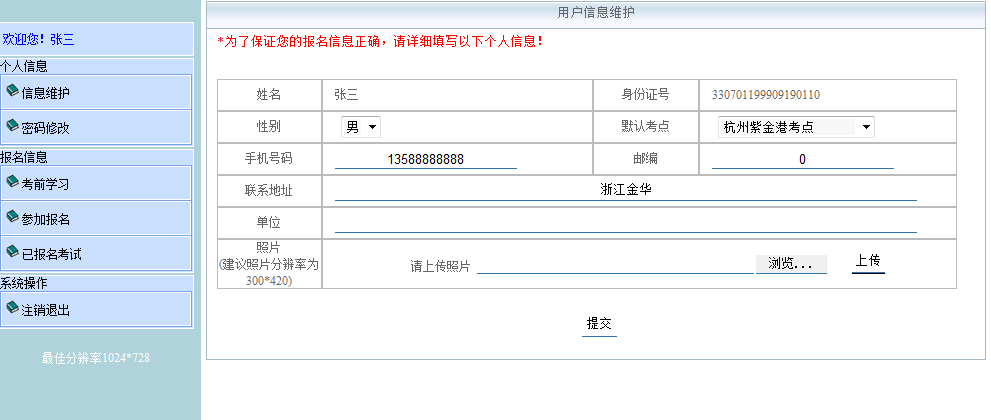 用户信息维护
欢迎您！张三
个人信息
信息维护
密码修改
报名信息
考前学习
参加报名
已报名考试
系统操作
注销退出
最佳分辨率1024*728
*为了保证您的报名信息正确，请详细填写以下个人信息！
姓名 张三 身份证号 330701199909190110
性别 男 默认考点 杭州紫金港考点
手机号码 13588888888 邮编 0
联系地址 浙江金华
单位
照片
(建议照片分辨率为
300*420)
请上传照片 浏览... 上传
提交